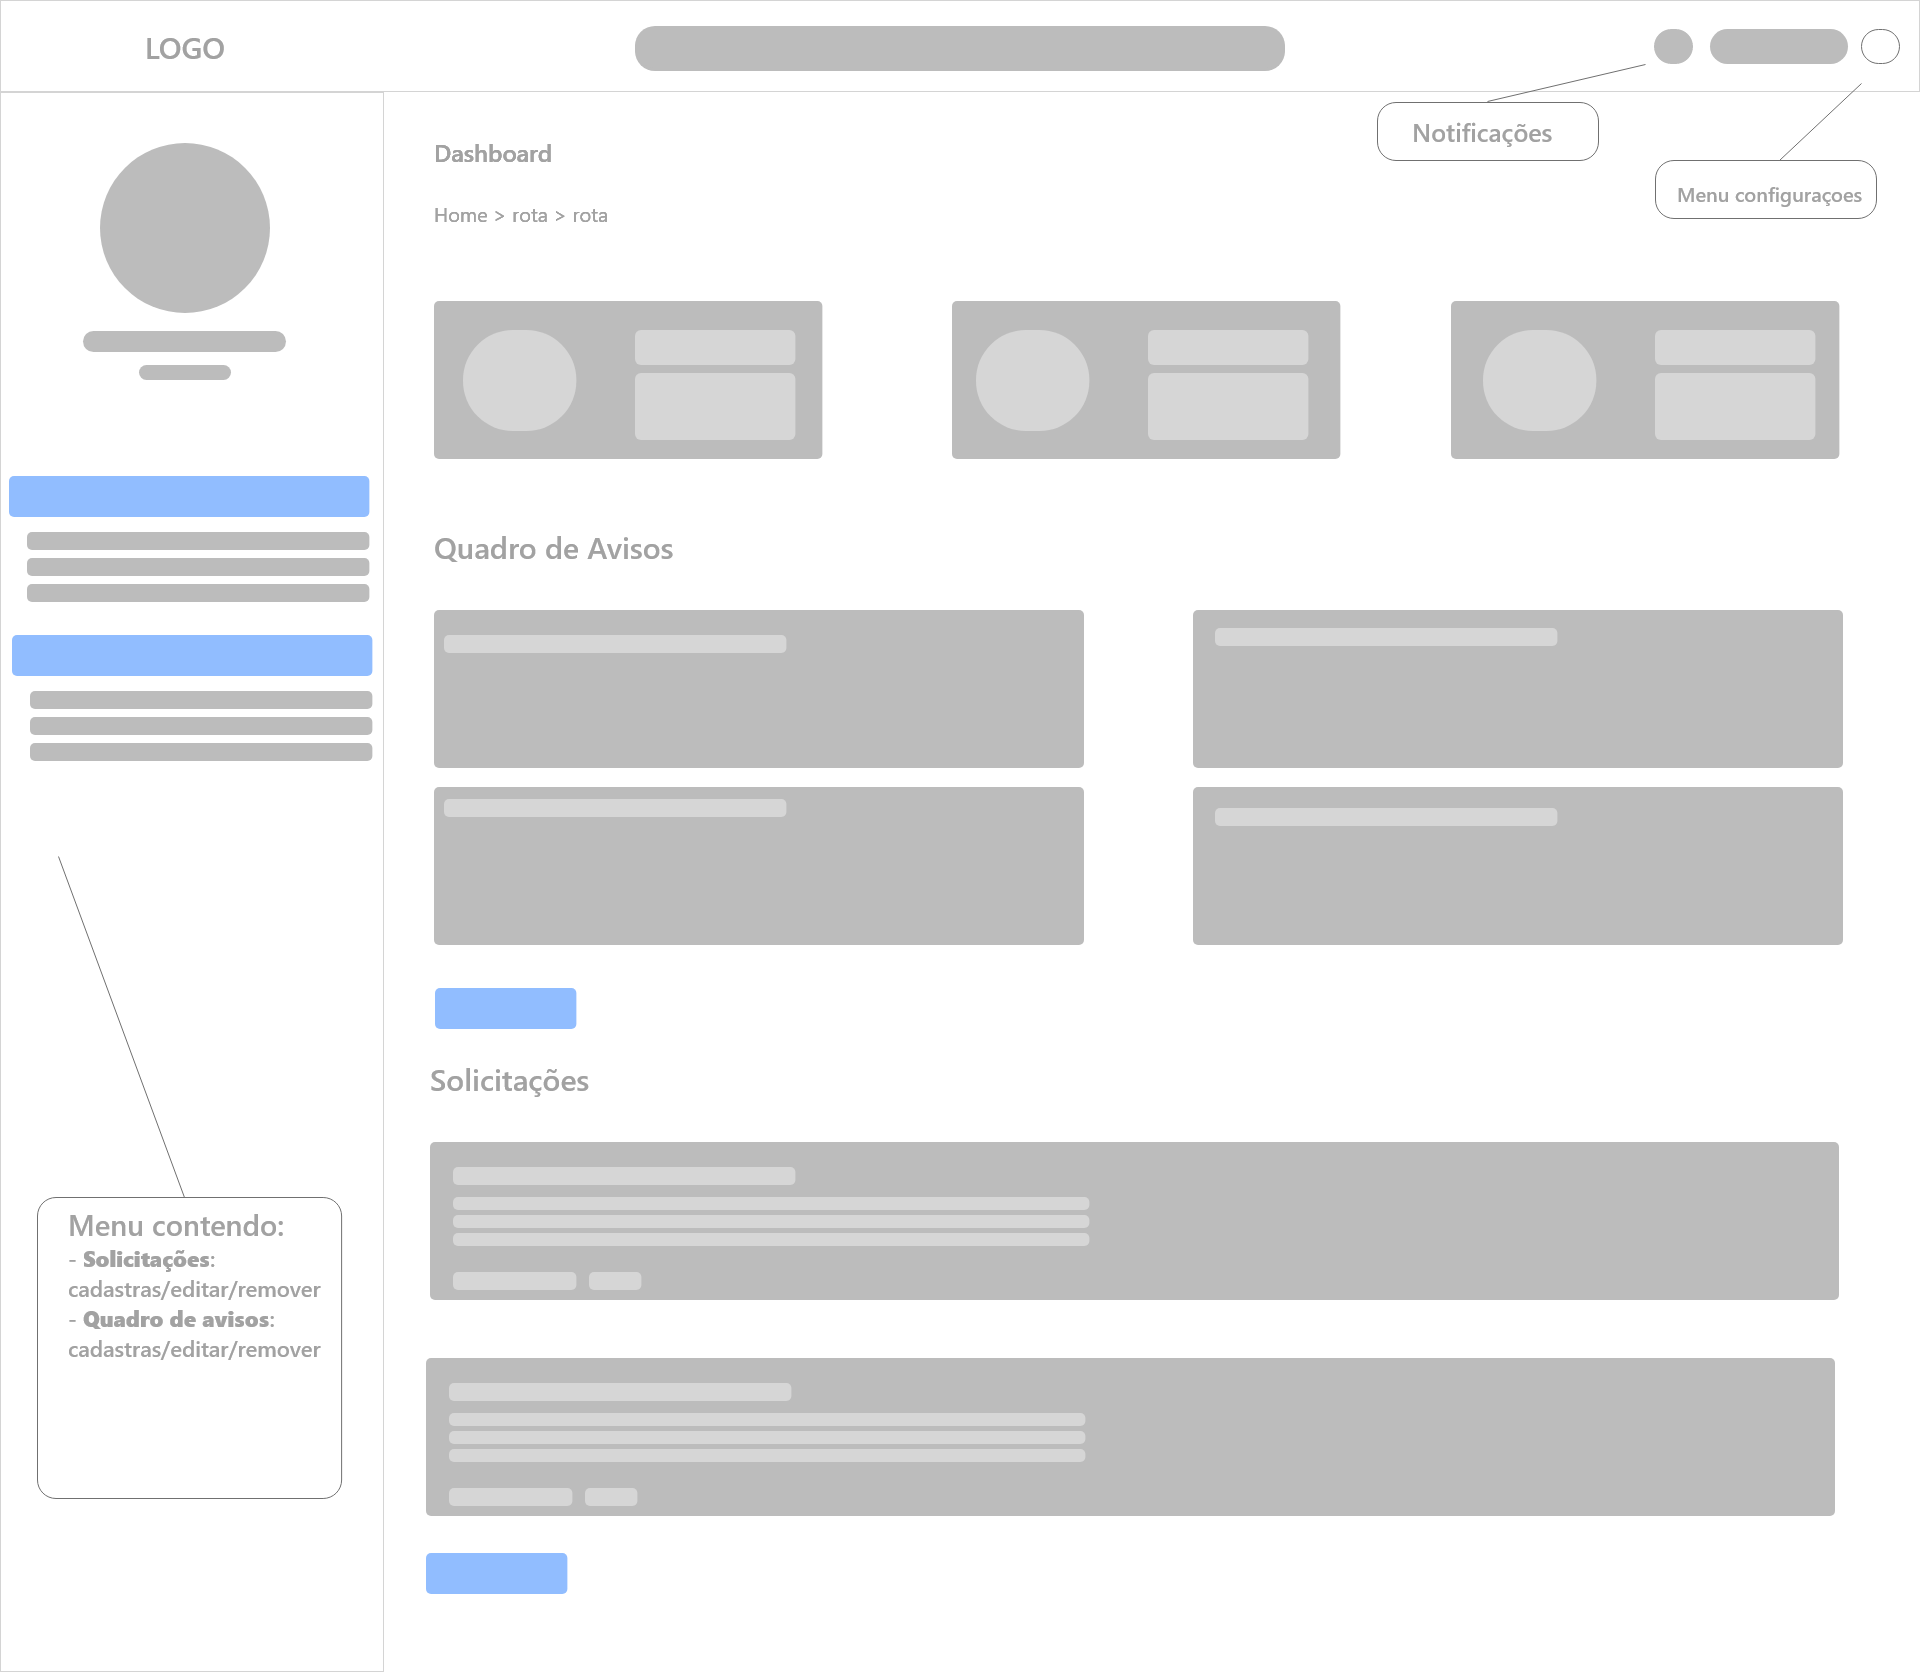 LOGO
Notificações
Dashboard
Menu configuraçoes
Home > rota > rota
Quadro de Avisos
Solicitações
Menu contendo:
- Solicitações:
cadastras/editar/remover
- Quadro de avisos:
cadastras/editar/remover